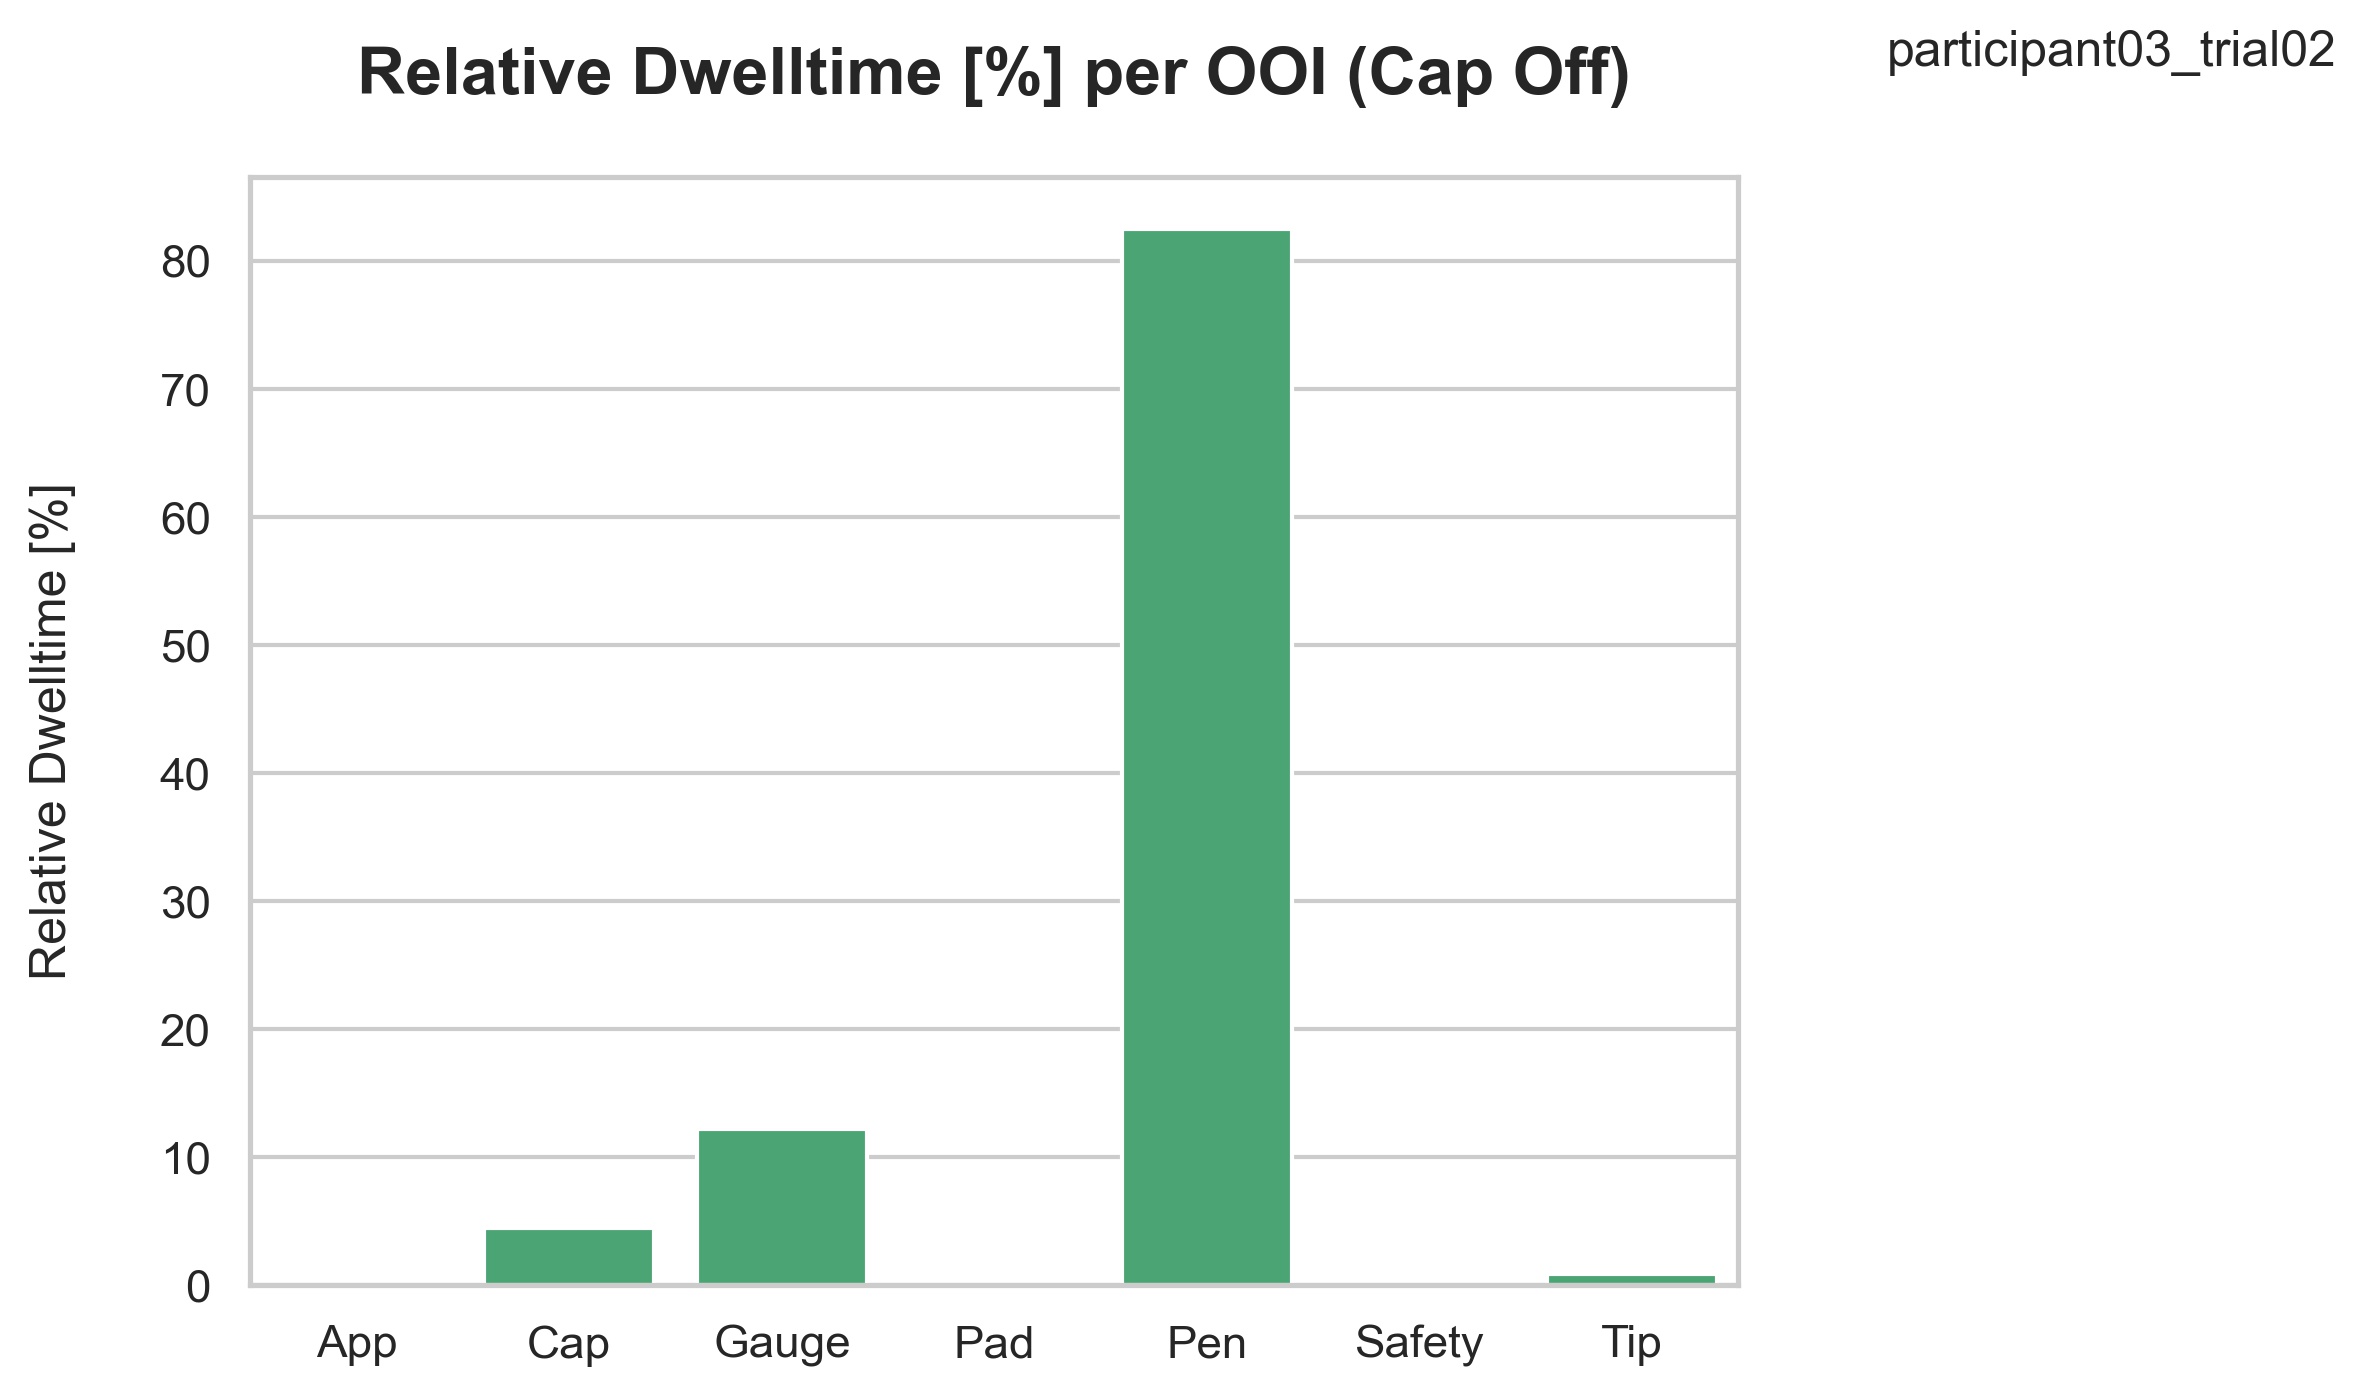 Relative Dwelltime [%] per OOI (Cap Off)
participant03_trial02
Relative Dwelltime [%]
80
70
60
50
40
30
20
10
0
App Cap Gauge Pad Pen Safety Tip